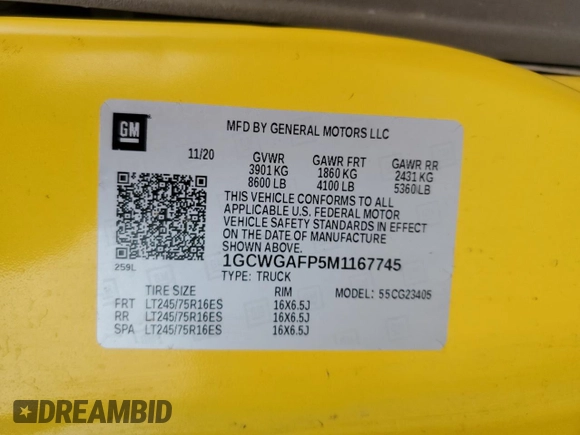 GM
MFD BY GENERAL MOTORS LLC
11/20 GVWR GAWR FRT GAWR RR
3901 KG 1860 KG 2431 KG
8600 LB 4100 LB 5360 LB
THIS VEHICLE CONFORMS TO ALL
APPLICABLE U.S. FEDERAL MOTOR
VEHICLE SAFETY STANDARDS IN EFFECT
ON THE DATE OF MANUFACTURE
SHOWN ABOVE.
259L
1GCWGAFP5M1167745
TYPE: TRUCK
TIRE SIZE RIM MODEL: 55CG23405
FRT LT245/75R16ES 16X6.5J
RR LT245/75R16ES 16X6.5J
SPA LT245/75R16ES 16X6.5J
DREAMBID